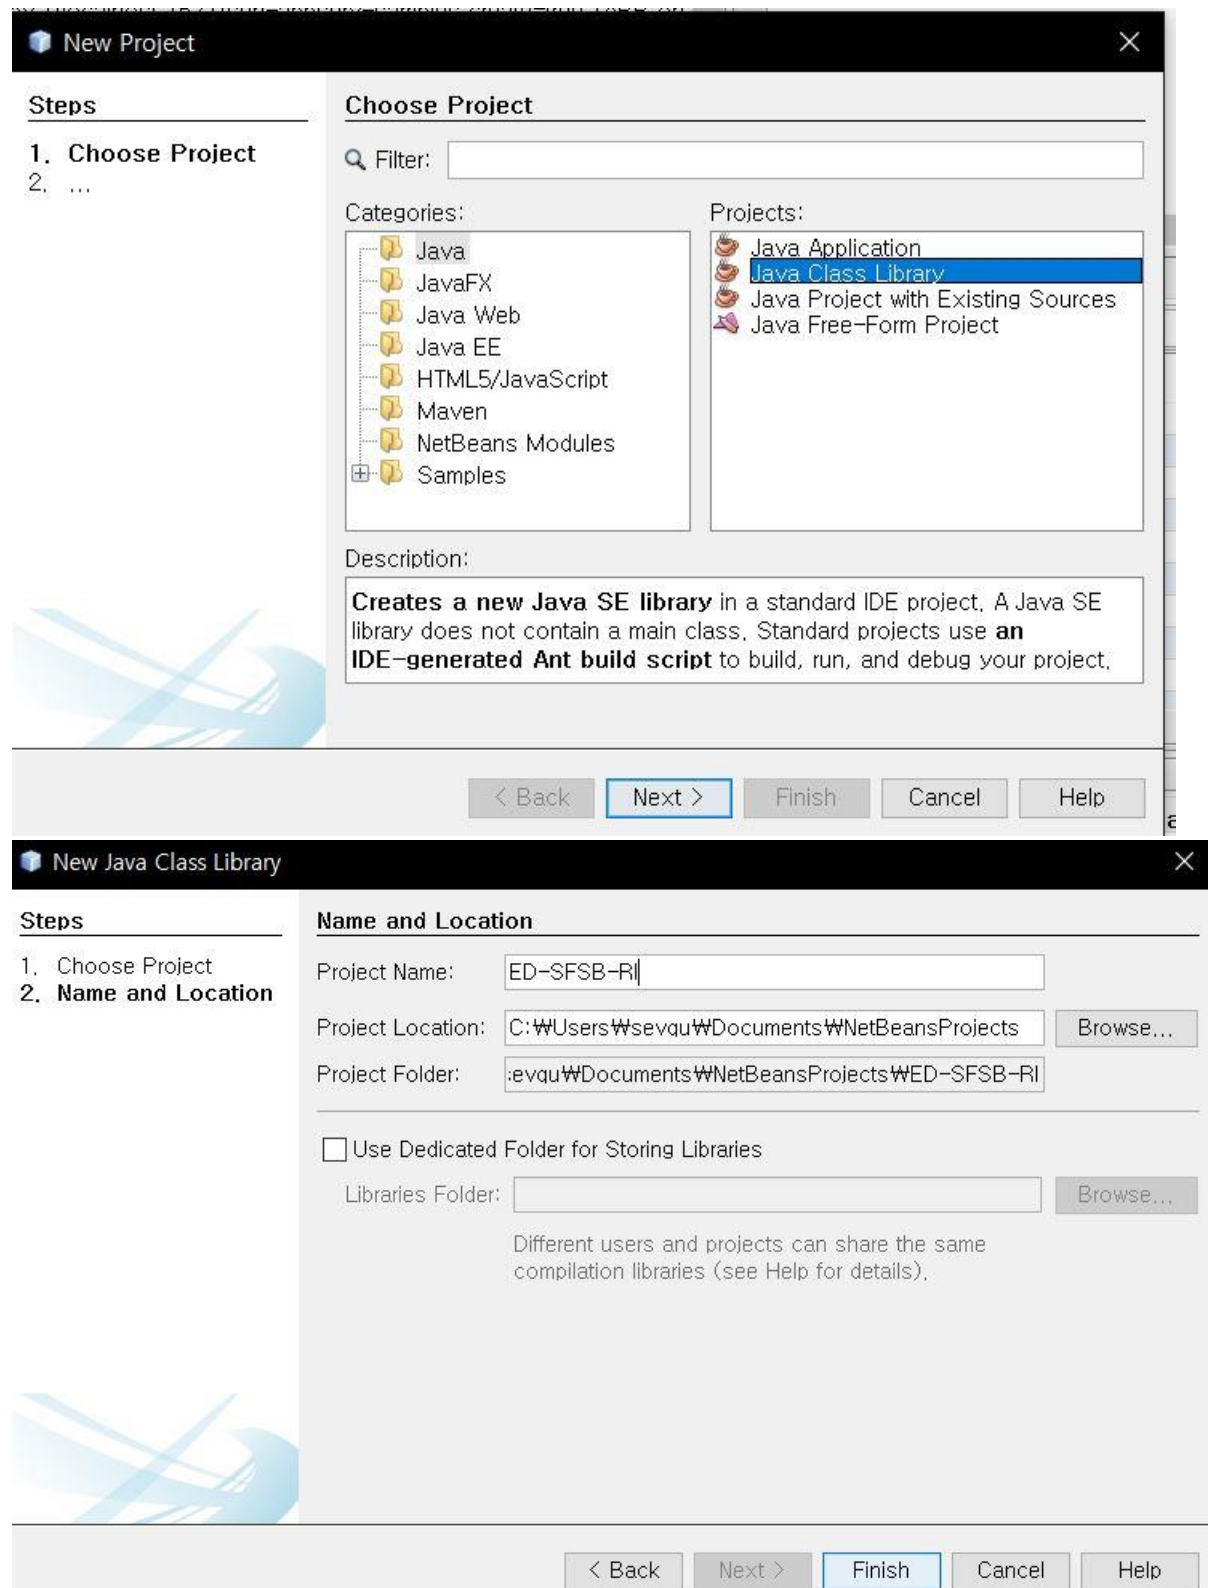 New Project
Steps
1. Choose Project
2. ...
Choose Project
Filter:
Categories:
Java
JavaFX
Java Web
Java EE
HTML5/JavaScript
Maven
NetBeans Modules
Samples
Projects:
Java Application
Java Class Library
Java Project with Existing Sources
Java Free-Form Project
Description:
Creates a new Java SE library in a standard IDE project. A Java SE
library does not contain a main class. Standard projects use an
IDE-generated Ant build script to build, run, and debug your project.
< Back Next > Finish Cancel Help
New Java Class Library
Steps
1. Choose Project
2. Name and Location
Name and Location
Project Name: ED-SFSB-RI
Project Location: C:₩Users₩sevqu₩Documents₩NetBeansProjects Browse...
Project Folder: :evqu₩Documents₩NetBeansProjects₩ED-SFSB-RI
Use Dedicated Folder for Storing Libraries
Libraries Folder: Browse...
Different users and projects can share the same
compilation libraries (see Help for details).
< Back Next > Finish Cancel Help